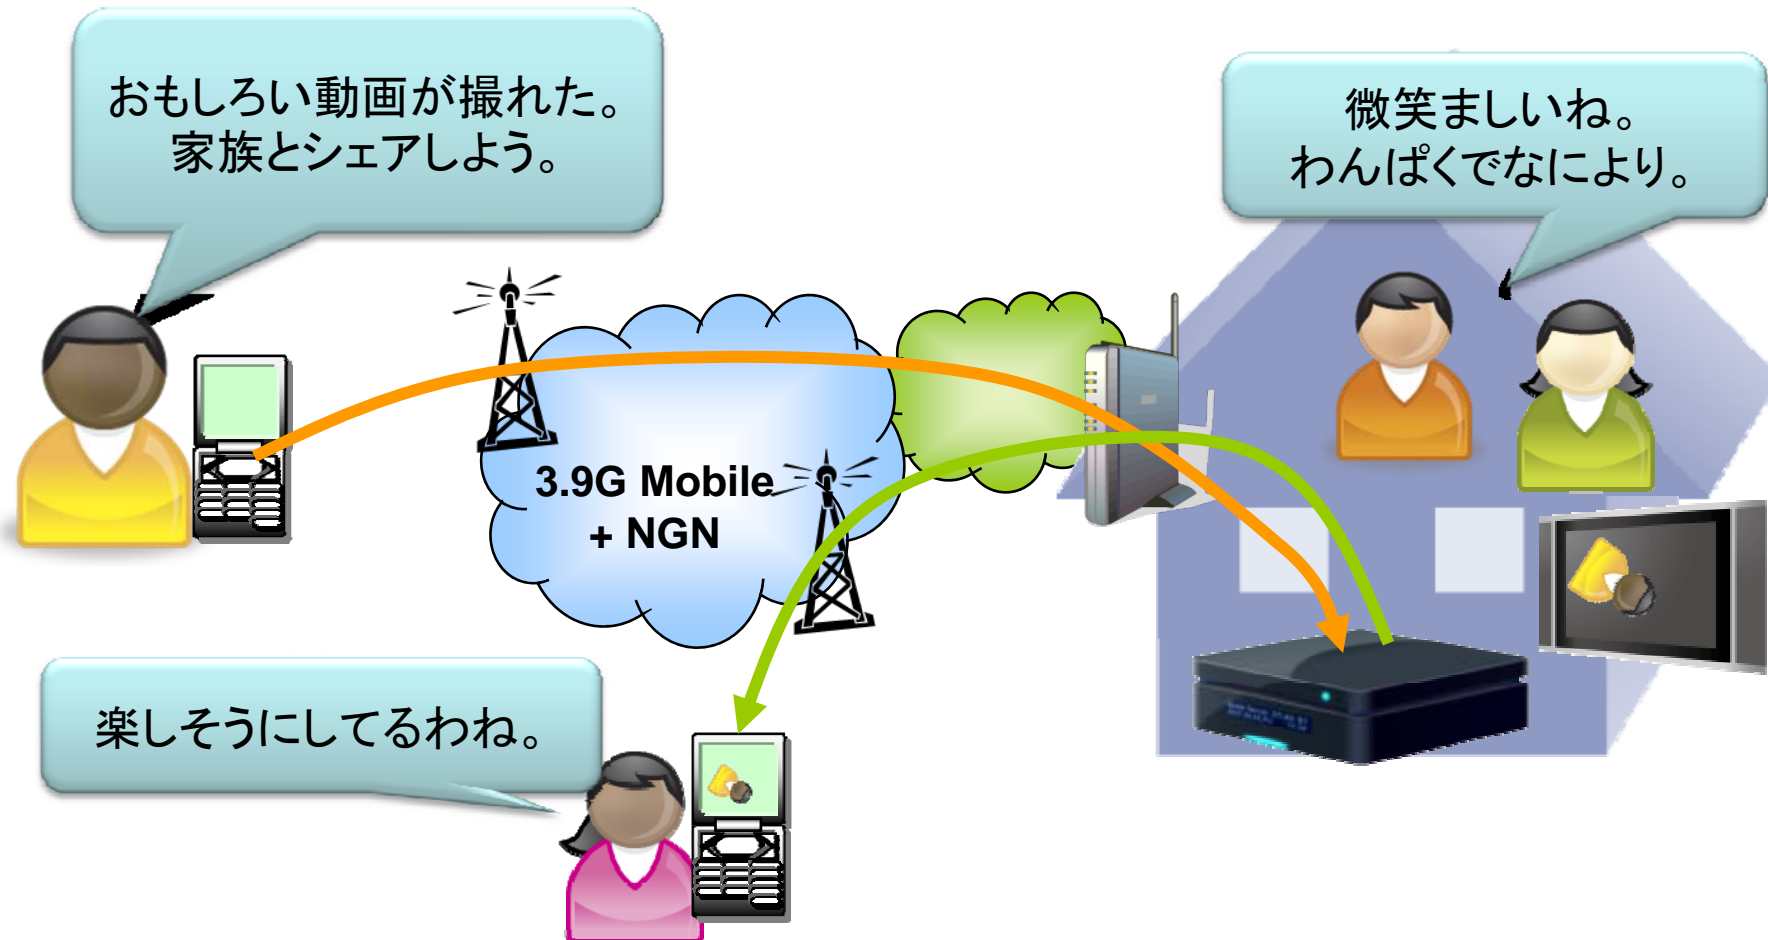 おもしろい動画が撮れた。
家族とシェアしよう。
微笑ましいね。
わんぱくでなにより。
3.9G Mobile
+ NGN
楽しそうにしてるわね。